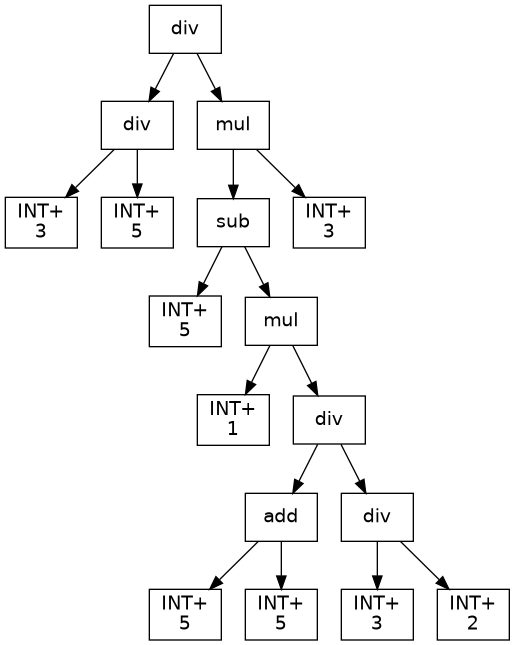 div
div
mul
INT+
3
INT+
5
sub
INT+
3
INT+
5
mul
INT+
1
div
add
div
INT+
5
INT+
5
INT+
3
INT+
2